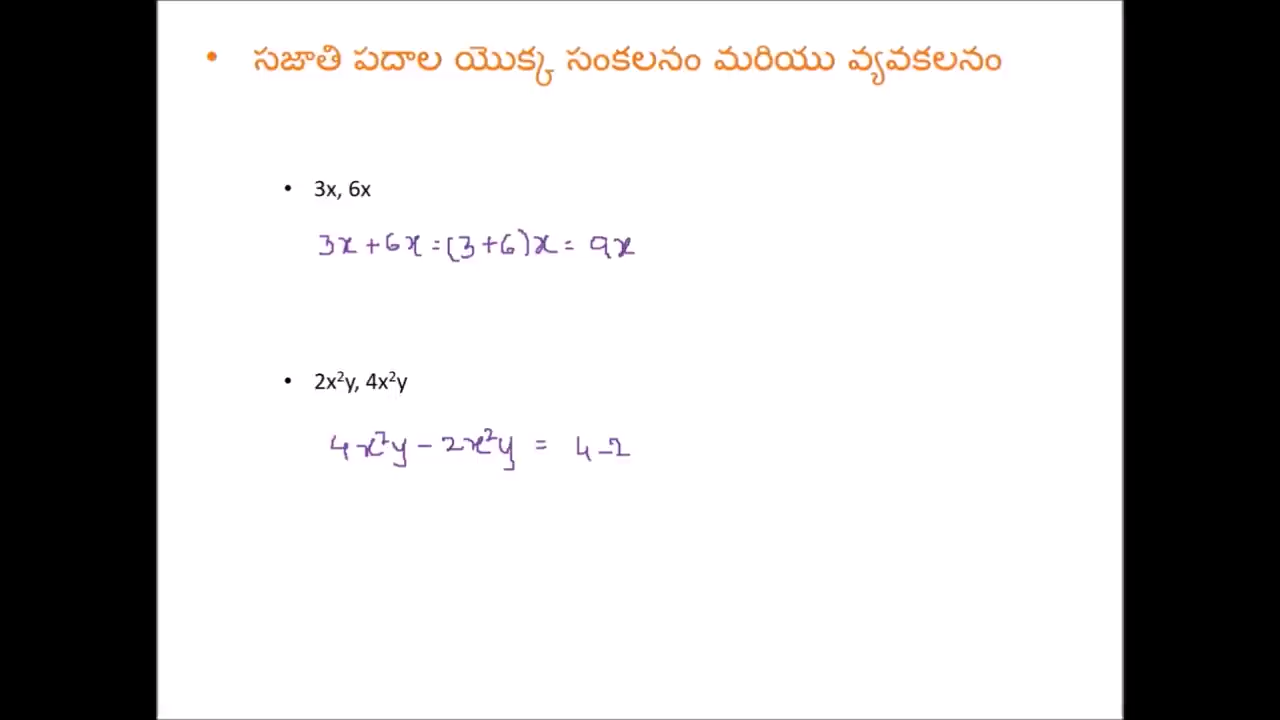 • సజాతి పదాల యొక్క సంకలనం మరియు వ్యవకలనం
• 3x, 6x
3x + 6x = (3 + 6)x = 9x
• 2x²y, 4x²y
4x²y - 2x²y = 4-2